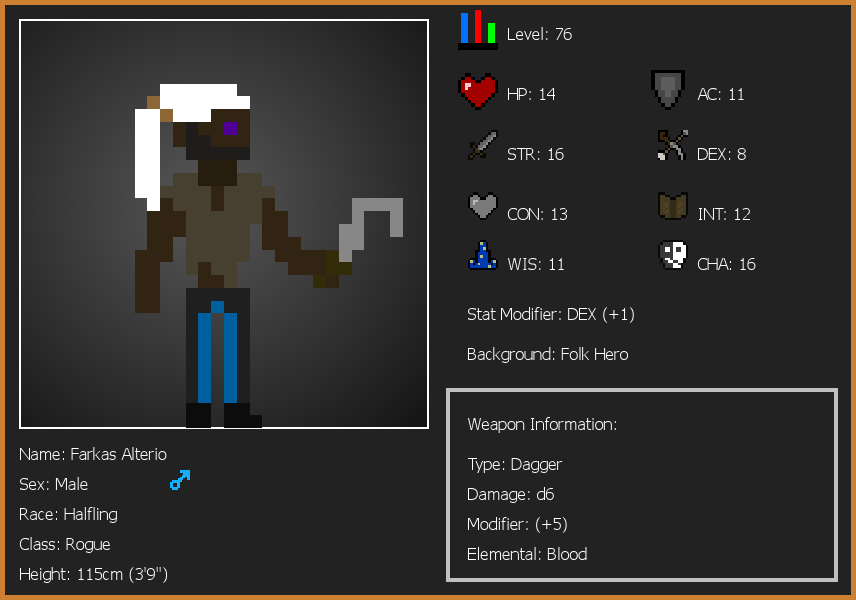 Level: 76
HP: 14
AC: 11
STR: 16
DEX: 8
CON: 13
INT: 12
WIS: 11
CHA: 16
Stat Modifier: DEX (+1)
Background: Folk Hero
Weapon Information:
Type: Dagger
Damage: d6
Modifier: (+5)
Elemental: Blood
Name: Farkas Alterio
Sex: Male
Race: Halfling
Class: Rogue
Height: 115cm (3'9")